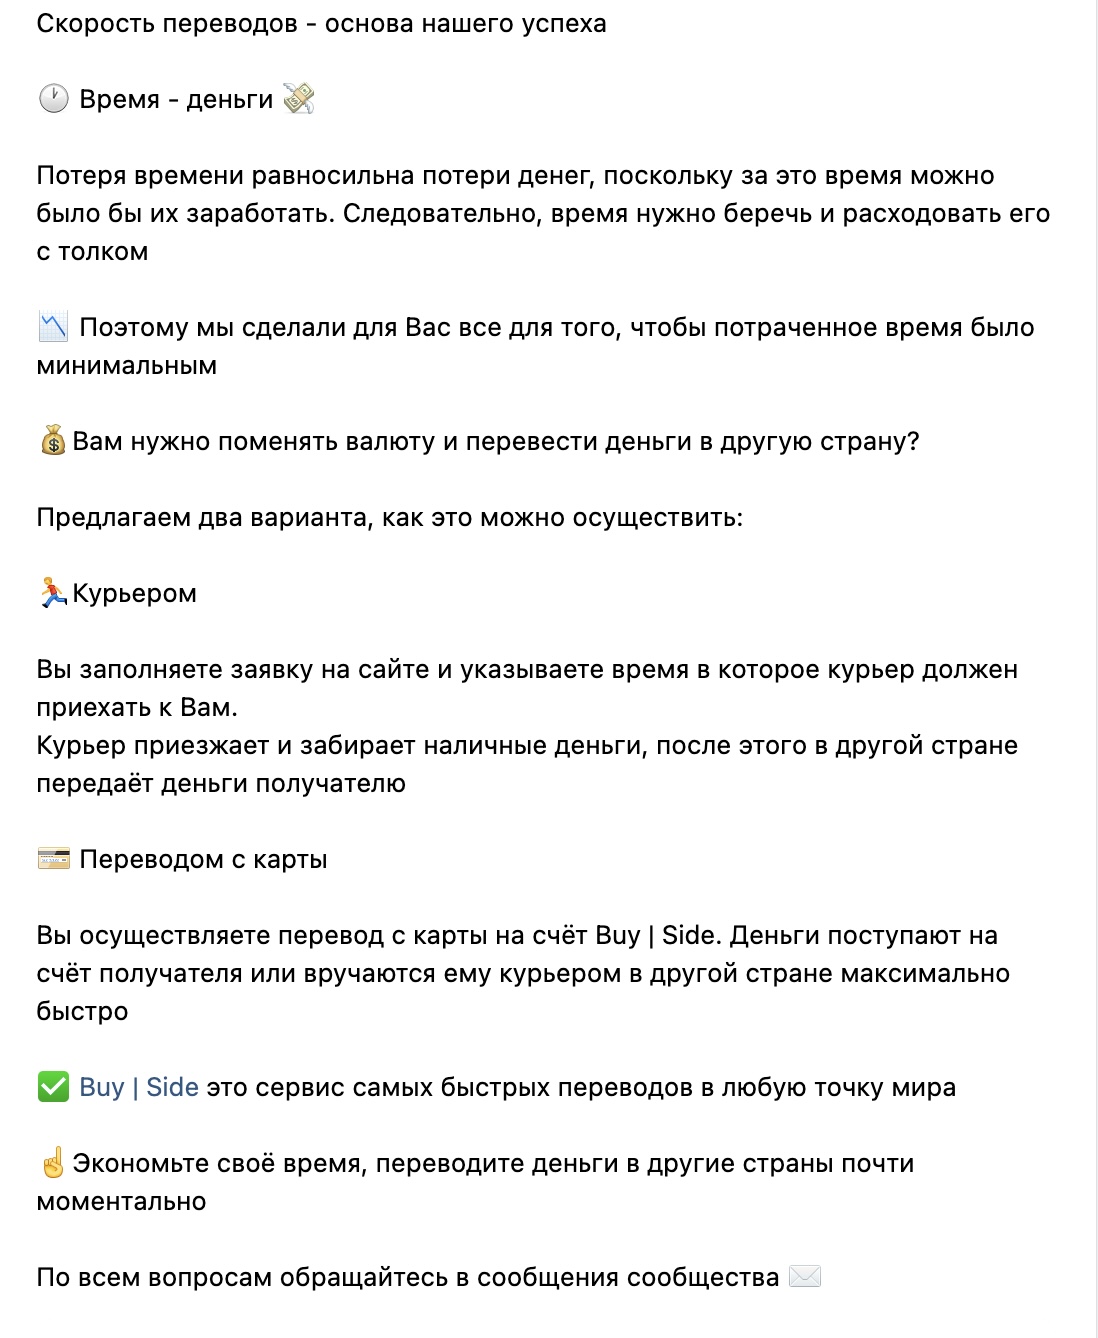 Скорость переводов - основа нашего успеха
🕐 Время - деньги 💸
Потеря времени равносильна потери денег, поскольку за это время можно
было бы их заработать. Следовательно, время нужно беречь и расходовать его
с толком
📉 Поэтому мы сделали для Вас все для того, чтобы потраченное время было
минимальным
💰Вам нужно поменять валюту и перевести деньги в другую страну?
Предлагаем два варианта, как это можно осуществить:
🏃Курьером
Вы заполняете заявку на сайте и указываете время в которое курьер должен
приехать к Вам.
Курьер приезжает и забирает наличные деньги, после этого в другой стране
передаёт деньги получателю
💳 Переводом с карты
Вы осуществляете перевод с карты на счёт Buy | Side. Деньги поступают на
счёт получателя или вручаются ему курьером в другой стране максимально
быстро
✅ Buy | Side это сервис самых быстрых переводов в любую точку мира
☝Экономьте своё время, переводите деньги в другие страны почти
моментально
По всем вопросам обращайтесь в сообщения сообщества ✉